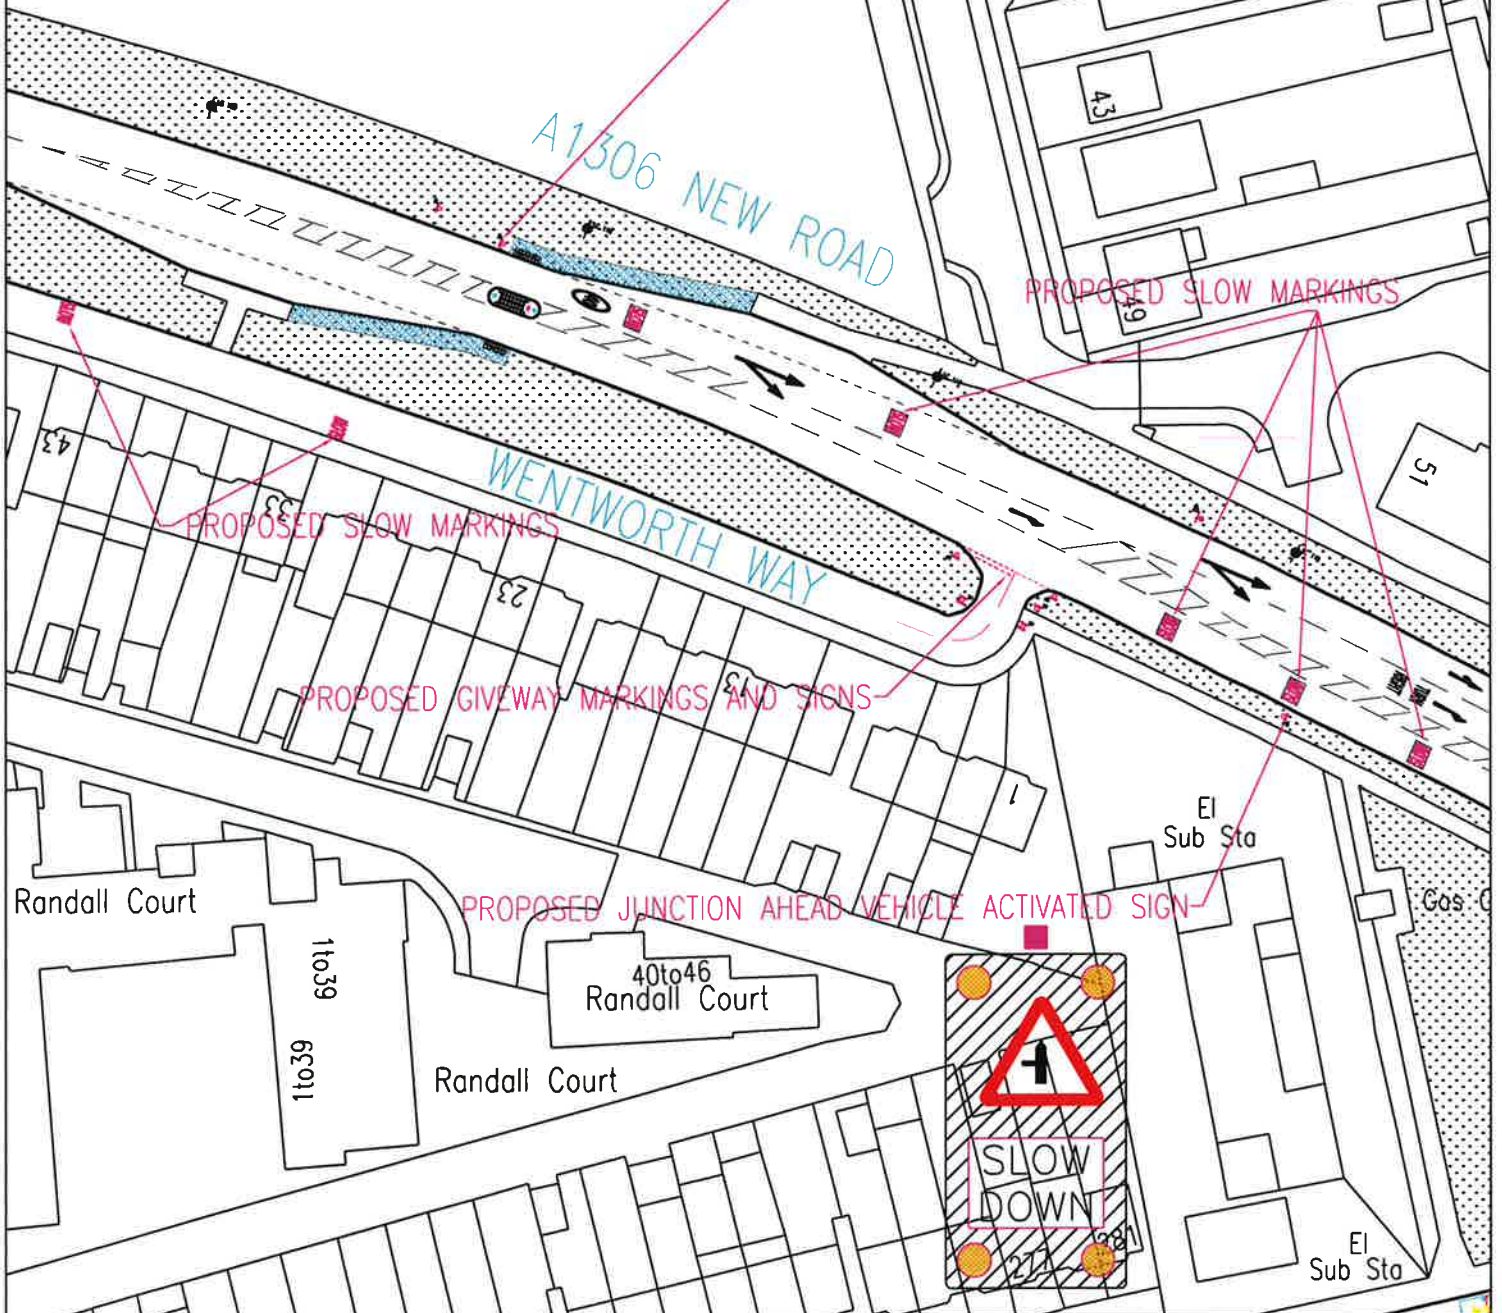 43
A1306 NEW ROAD
PROPOSED SLOW MARKINGS
49
51
43
33
PROPOSED SLOW MARKINGS
WENTWORTH WAY
23
13
PROPOSED GIVEWAY MARKINGS AND SIGNS
1
El
Sub Sta
Randall Court
PROPOSED JUNCTION AHEAD VEHICLE ACTIVATED SIGN
Gas
1to39
40to46
Randall Court
1to39
Randall Court
SLOW
DOWN
277
281
El
Sub Sta